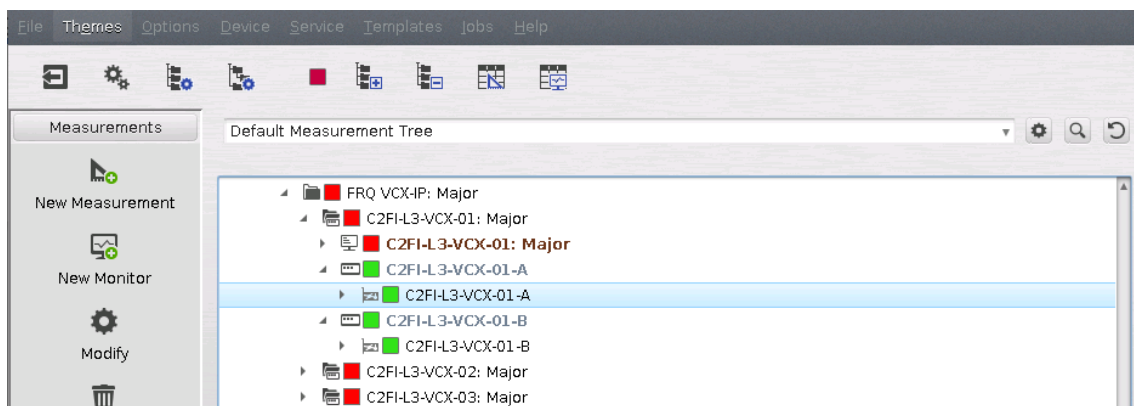 File Themes Options Device Service Templates Jobs Help
Measurements
Default Measurement Tree
New Measurement
New Monitor
Modify
FRQ VCX-IP: Major
C2FI-L3-VCX-01: Major
C2FI-L3-VCX-01: Major
C2FI-L3-VCX-01-A
C2FI-L3-VCX-01-A
C2FI-L3-VCX-01-B
C2FI-L3-VCX-01-B
C2FI-L3-VCX-02: Major
C2FI-L3-VCX-03: Major